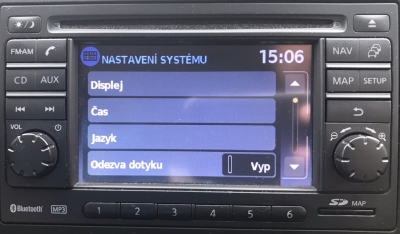 FM·AM
CD AUX
VOL
Bluetooth MP3
NASTAVENÍ SYSTÉMU 15:06
Displej
Čas
Jazyk
Odezva dotyku Vyp
NAV
MAP SETUP
SD MAP
1 2 3 4 5 6